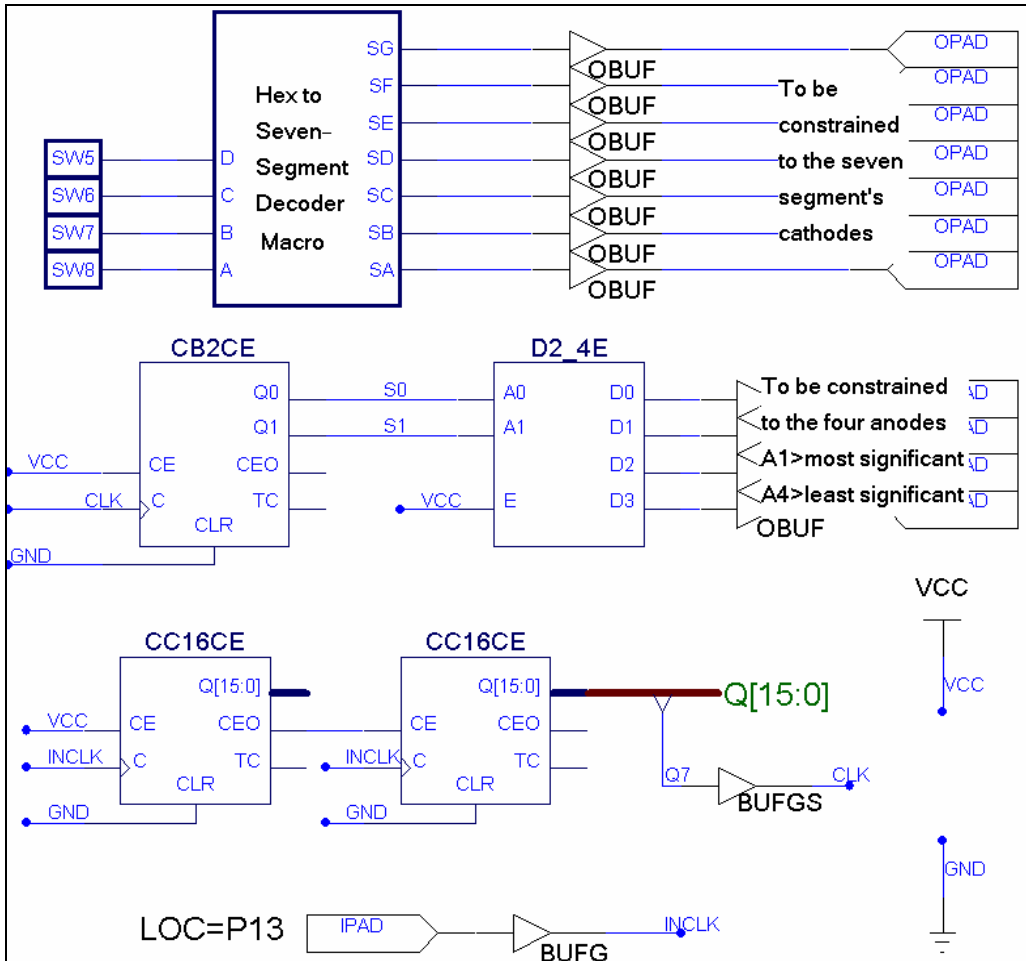 SG
OPAD
OBUF
SF
OPAD
To be
OBUF
SE
OPAD
constrained
OBUF
SD
OPAD
to the seven
OBUF
SC
OPAD
segment's
OBUF
SB
OPAD
cathodes
OBUF
SA
OPAD
OBUF
Hex to
Seven-
Segment
Decoder
Macro
SW5
D
SW6
C
SW7
B
SW8
A
CB2CE
D2_4E
Q0
S0
A0
D0
Q1
S1
A1
D1
VCC
CE
CEO
D2
CLK
C
TC
VCC
E
D3
CLR
GND
To be constrained
to the four anodes
A1>most significant
A4>least significant
OBUF
VCC
VCC
GND
CC16CE
Q[15:0]
VCC
CE
CEO
INCLK
C
TC
CLR
GND
CC16CE
Q[15:0]
Q[15:0]
CE
CEO
INCLK
C
TC
CLR
GND
Q7
CLK
BUFGS
LOC=P13
IPAD
INCLK
BUFG